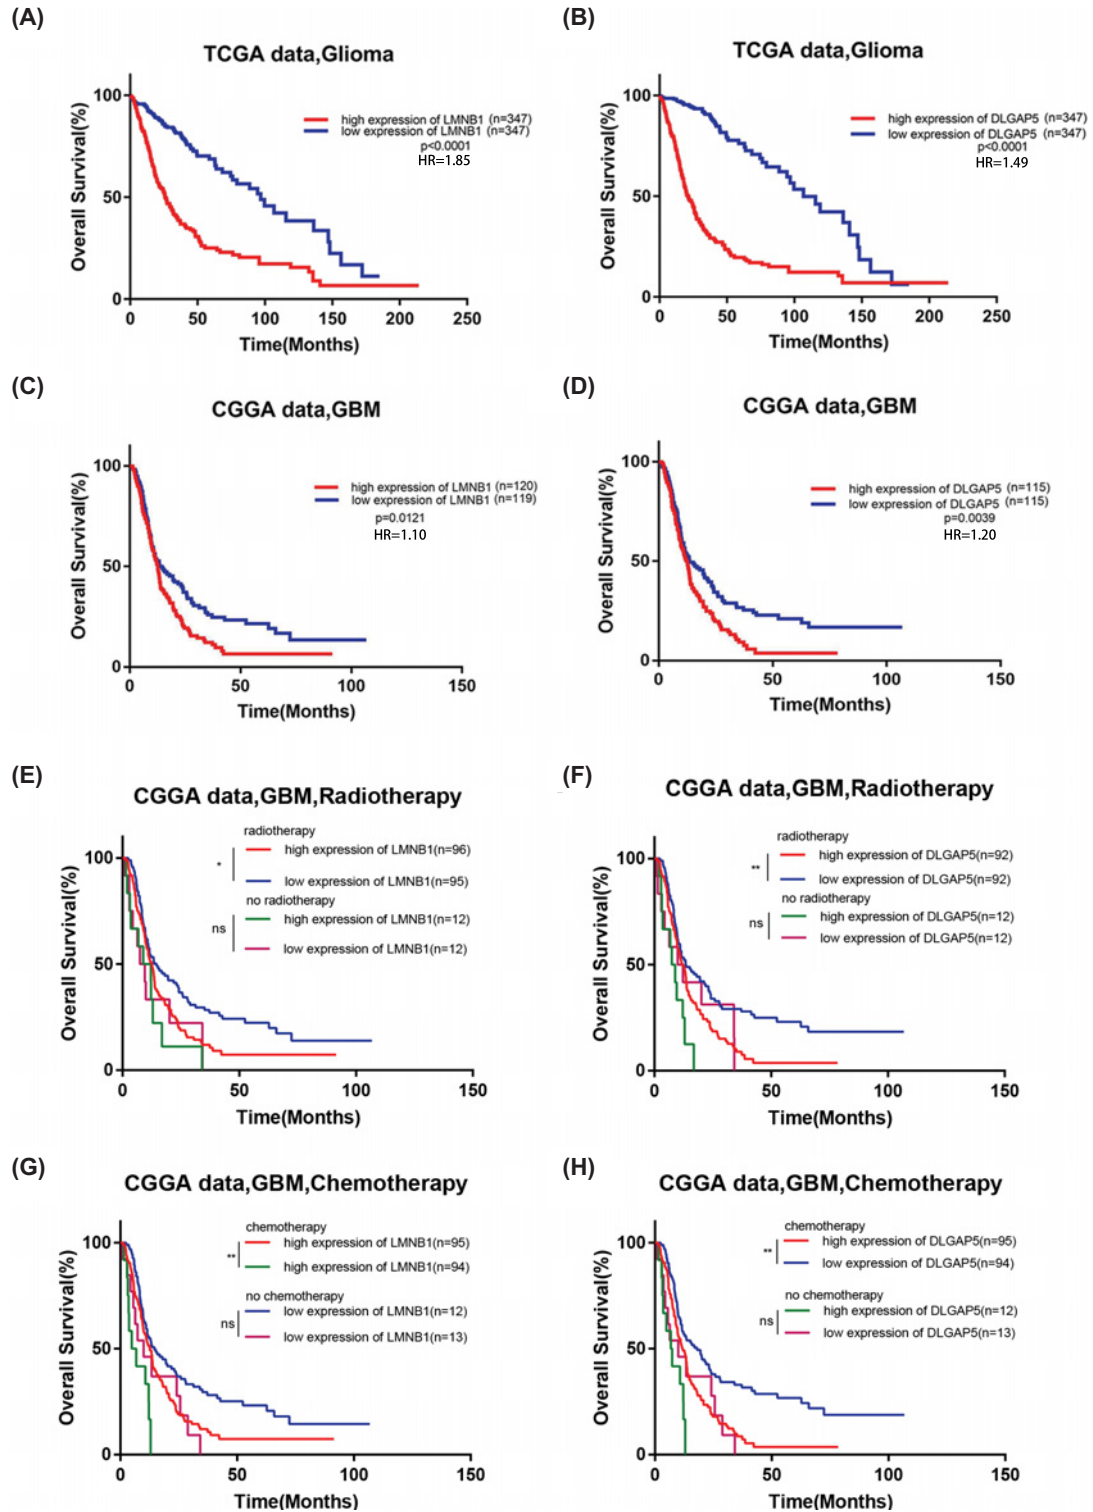 (A)
TCGA data,Glioma
Overall Survival(%)
100
50
0
high expression of LMNB1 (n=347)
low expression of LMNB1 (n=347)
p<0.0001
HR=1.85
0 50 100 150 200 250
Time(Months)
(B)
TCGA data,Glioma
Overall Survival(%)
100
50
0
high expression of DLGAP5 (n=347)
low expression of DLGAP5 (n=347)
p<0.0001
HR=1.49
0 50 100 150 200 250
Time(Months)
(C)
CGGA data,GBM
Overall Survival(%)
100
50
0
high expression of LMNB1 (n=120)
low expression of LMNB1 (n=119)
p=0.0121
HR=1.10
0 50 100 150
Time(Months)
(D)
CGGA data,GBM
Overall Survival(%)
100
50
0
high expression of DLGAP5 (n=115)
low expression of DLGAP5 (n=115)
p=0.0039
HR=1.20
0 50 100 150
Time(Months)
(E)
CGGA data,GBM,Radiotherapy
Overall Survival(%)
100
50
0
radiotherapy
* high expression of LMNB1(n=96)
low expression of LMNB1(n=95)
no radiotherapy
ns high expression of LMNB1(n=12)
low expression of LMNB1(n=12)
0 50 100 150
Time(Months)
(F)
CGGA data,GBM,Radiotherapy
Overall Survival(%)
100
50
0
radiotherapy
** high expression of DLGAP5(n=92)
low expression of DLGAP5(n=92)
no radiotherapy
ns high expression of DLGAP5(n=12)
low expression of DLGAP5(n=12)
0 50 100 150
Time(Months)
(G)
CGGA data,GBM,Chemotherapy
Overall Survival(%)
100
50
0
chemotherapy
** high expression of LMNB1(n=95)
high expression of LMNB1(n=94)
no chemotherapy
ns low expression of LMNB1(n=12)
low expression of LMNB1(n=13)
0 50 100 150
Time(Months)
(H)
CGGA data,GBM,Chemotherapy
Overall Survival(%)
100
50
0
chemotherapy
** high expression of DLGAP5(n=95)
low expression of DLGAP5(n=94)
no chemotherapy
ns high expression of DLGAP5(n=12)
low expression of DLGAP5(n=13)
0 50 100 150
Time(Months)